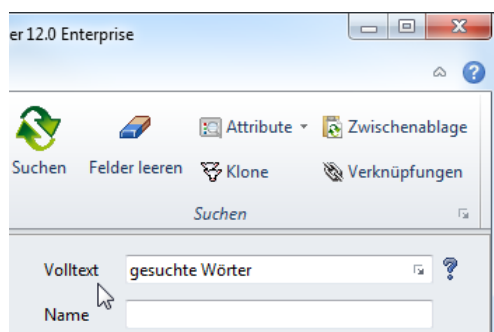 er 12.0 Enterprise
Attribute Zwischenablage
Suchen Felder leeren Klone Verknüpfungen
Suchen
Volltext gesuchte Wörter
Name